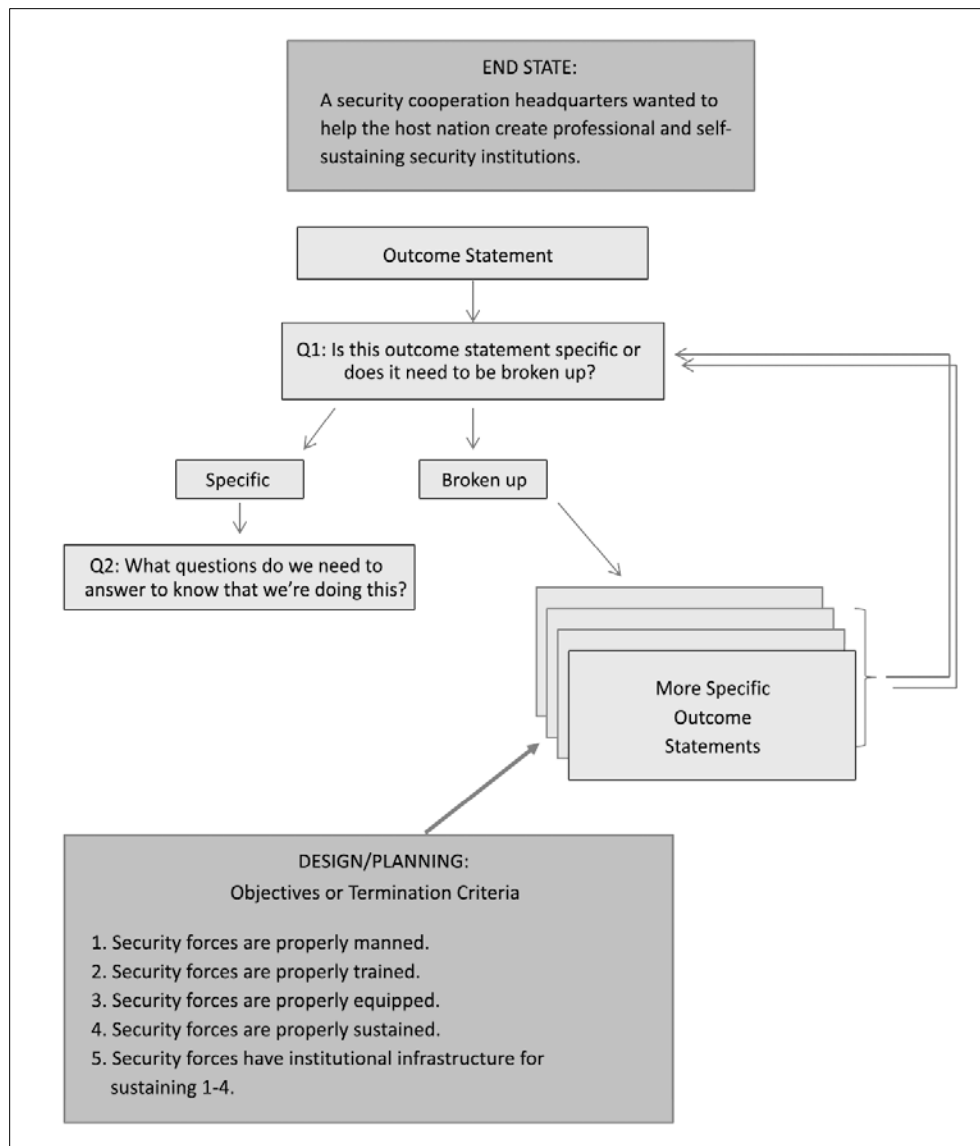 END STATE:
A security cooperation headquarters wanted to
help the host nation create professional and self-
sustaining security institutions.
Outcome Statement
Q1: Is this outcome statement specific or
does it need to be broken up?
Specific
Broken up
Q2: What questions do we need to
answer to know that we’re doing this?
More Specific
Outcome
Statements
DESIGN/PLANNING:
Objectives or Termination Criteria
1. Security forces are properly manned.
2. Security forces are properly trained.
3. Security forces are properly equipped.
4. Security forces are properly sustained.
5. Security forces have institutional infrastructure for
sustaining 1-4.